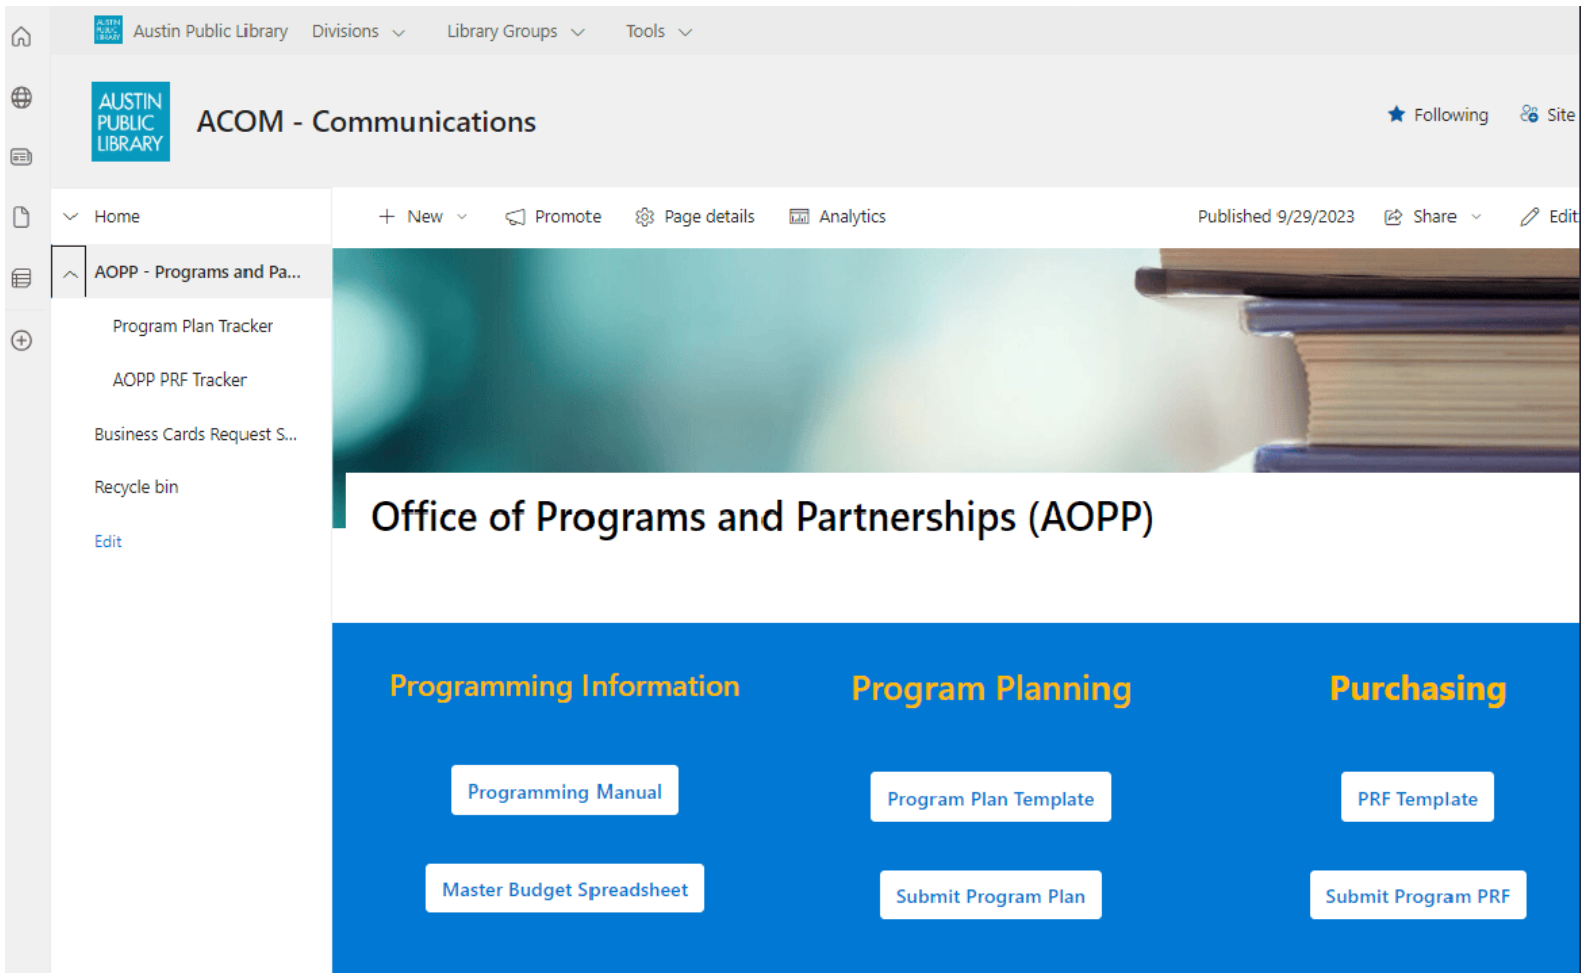 AUSTIN
PUBLIC
LIBRARY
Austin Public Library
Divisions
Library Groups
Tools
AUSTIN
PUBLIC
LIBRARY
ACOM - Communications
Following
Site
Home
AOPP - Programs and Pa...
Program Plan Tracker
AOPP PRF Tracker
Business Cards Request S...
Recycle bin
Edit
New
Promote
Page details
Analytics
Published 9/29/2023
Share
Edit
Office of Programs and Partnerships (AOPP)
Programming Information
Programming Manual
Master Budget Spreadsheet
Program Planning
Program Plan Template
Submit Program Plan
Purchasing
PRF Template
Submit Program PRF